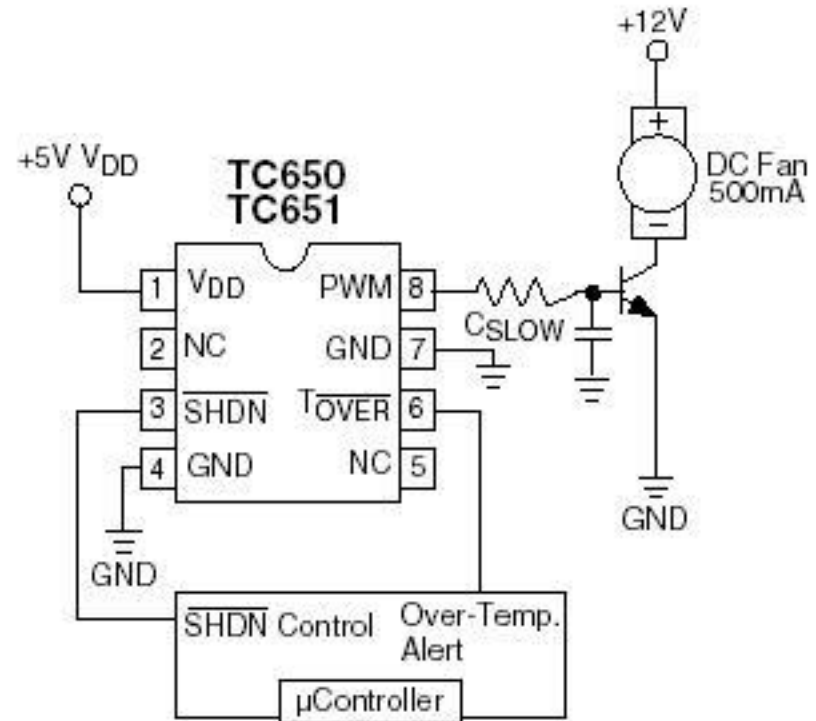 +12V
+
DC Fan
500mA
−
+5V VDD
TC650
TC651
1 VDD
PWM 8
2 NC
GND 7
CSLOW
3 SHDN
TOVER 6
4 GND
NC 5
GND
GND
SHDN Control
Over-Temp.
Alert
µController